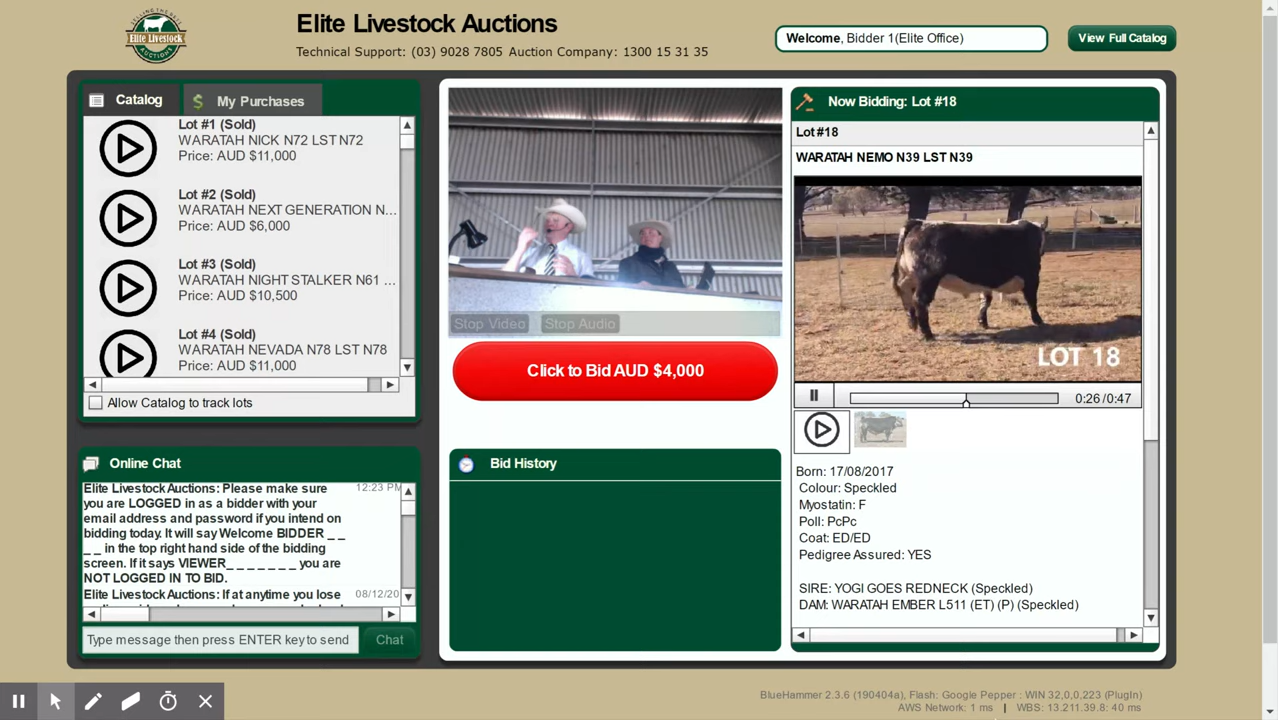 Elite Livestock
AUCTIONS
Elite Livestock Auctions
Technical Support: (03) 9028 7805 Auction Company: 1300 15 31 35
Welcome, Bidder 1(Elite Office)
View Full Catalog
Catalog
My Purchases
Lot #1 (Sold)
WARATAH NICK N72 LST N72
Price: AUD $11,000
Lot #2 (Sold)
WARATAH NEXT GENERATION N...
Price: AUD $6,000
Lot #3 (Sold)
WARATAH NIGHT STALKER N61 ...
Price: AUD $10,500
Lot #4 (Sold)
WARATAH NEVADA N78 LST N78
Price: AUD $11,000
Allow Catalog to track lots
Online Chat
Elite Livestock Auctions: Please make sure 12:23 PM
you are LOGGED in as a bidder with your
email address and password if you intend on
bidding today. It will say Welcome BIDDER _ _
_ _ in the top right hand side of the bidding
screen. If it says VIEWER_ _ _ _ _ _ _ you are
NOT LOGGED IN TO BID.
Elite Livestock Auctions: If at anytime you lose 08/12/20
Type message then press ENTER key to send
Chat
Stop Video Stop Audio
Click to Bid AUD $4,000
Bid History
Now Bidding: Lot #18
Lot #18
WARATAH NEMO N39 LST N39
LOT 18
0:26 / 0:47
Born: 17/08/2017
Colour: Speckled
Myostatin: F
Poll: PcPc
Coat: ED/ED
Pedigree Assured: YES
SIRE: YOGI GOES REDNECK (Speckled)
DAM: WARATAH EMBER L511 (ET) (P) (Speckled)
BlueHammer 2.3.6 (190404a), Flash: Google Pepper : WIN 32,0,0,223 (PlugIn)
AWS Network: 1 ms | WBS: 13.211.39.8: 40 ms